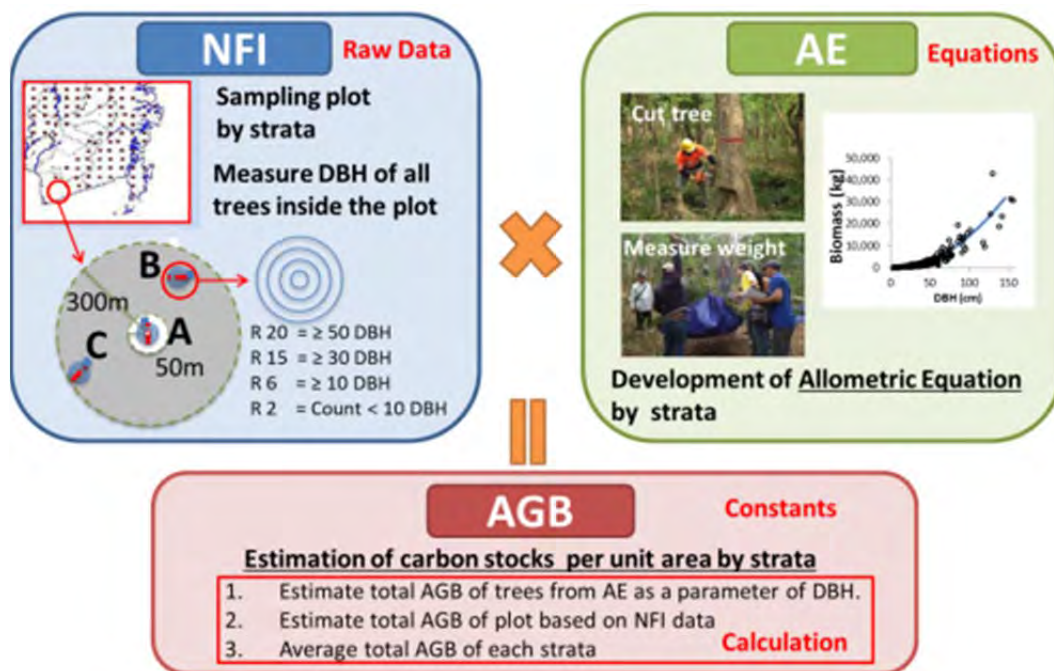 NFI
Raw Data
Sampling plot
by strata
Measure DBH of all
trees inside the plot
B
300m
A
C
50m
R 20 = ≥ 50 DBH
R 15 = ≥ 30 DBH
R 6 = ≥ 10 DBH
R 2 = Count < 10 DBH
AE
Equations
Cut tree
Measure weight
Biomass (kg)
50,000
40,000
30,000
20,000
10,000
0
0 50 100 150
DBH (cm)
Development of Allometric Equation
by strata
AGB
Constants
Estimation of carbon stocks per unit area by strata
1. Estimate total AGB of trees from AE as a parameter of DBH.
2. Estimate total AGB of plot based on NFI data
3. Average total AGB of each strata
Calculation